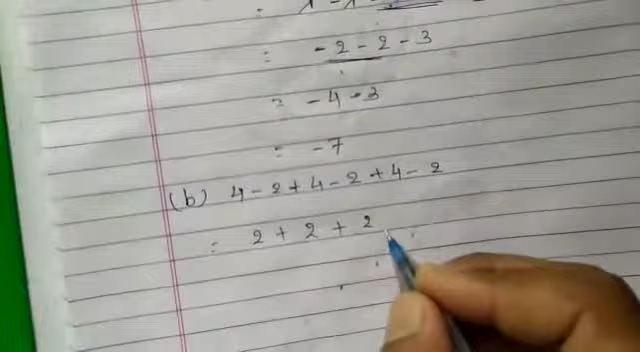 = - 2 - 2 - 3
= - 4 - 3
= - 7
(b) 4 - 2 + 4 - 2 + 4 - 2
= 2 + 2 + 2